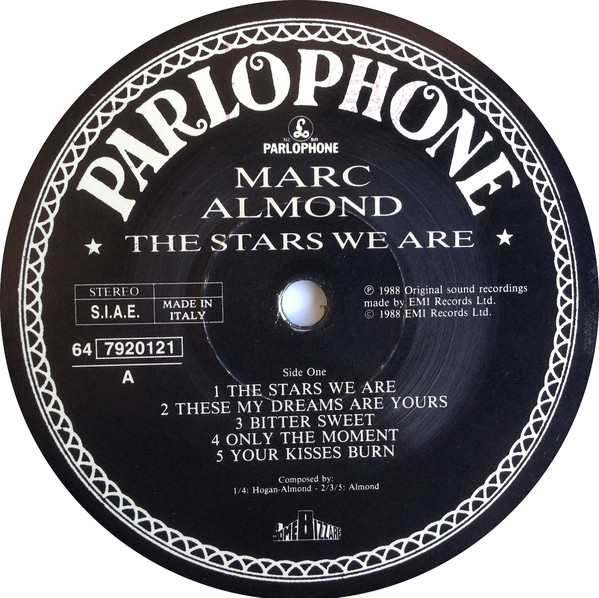 PARLOPHONE
PARLOPHONE
MARC
ALMOND
★ THE STARS WE ARE ★
STEREO
S.I.A.E.
MADE IN
ITALY
℗ 1988 Original sound recordings
made by EMI Records Ltd.
© 1988 EMI Records Ltd.
64 7920121
A
Side One
1 THE STARS WE ARE
2 THESE MY DREAMS ARE YOURS
3 BITTER SWEET
4 ONLY THE MOMENT
5 YOUR KISSES BURN
Composed by:
1/4: Hogan-Almond - 2/3/5: Almond
SOME BIZZARE